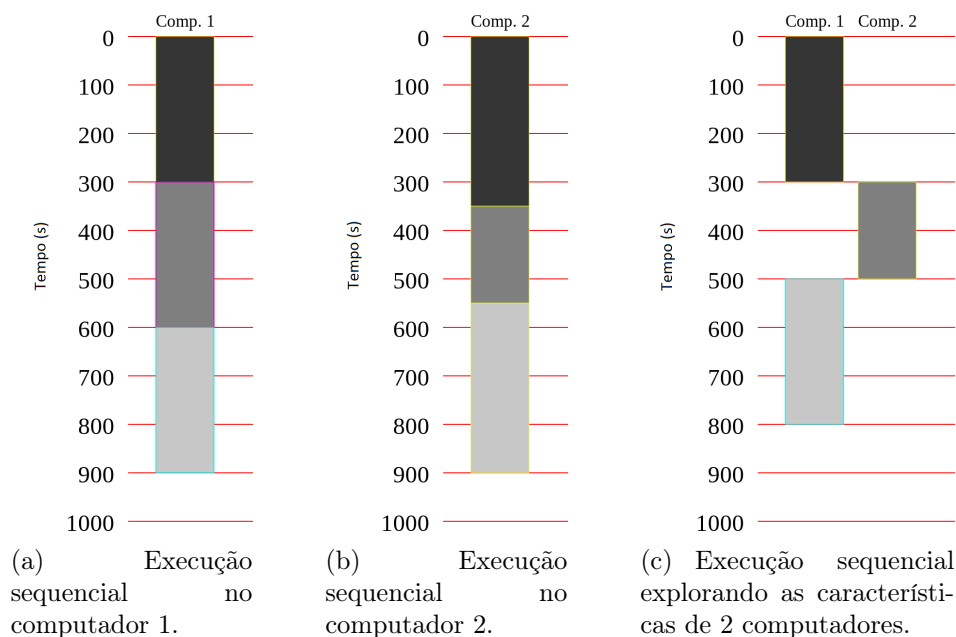 Comp. 1
0
100
200
300
400
500
600
700
800
900
1000
Tempo (s)
(a) Execução
sequencial no
computador 1.
Comp. 2
0
100
200
300
400
500
600
700
800
900
1000
Tempo (s)
(b) Execução
sequencial no
computador 2.
Comp. 1 Comp. 2
0
100
200
300
400
500
600
700
800
900
1000
Tempo (s)
(c) Execução sequencial
explorando as característi-
cas de 2 computadores.